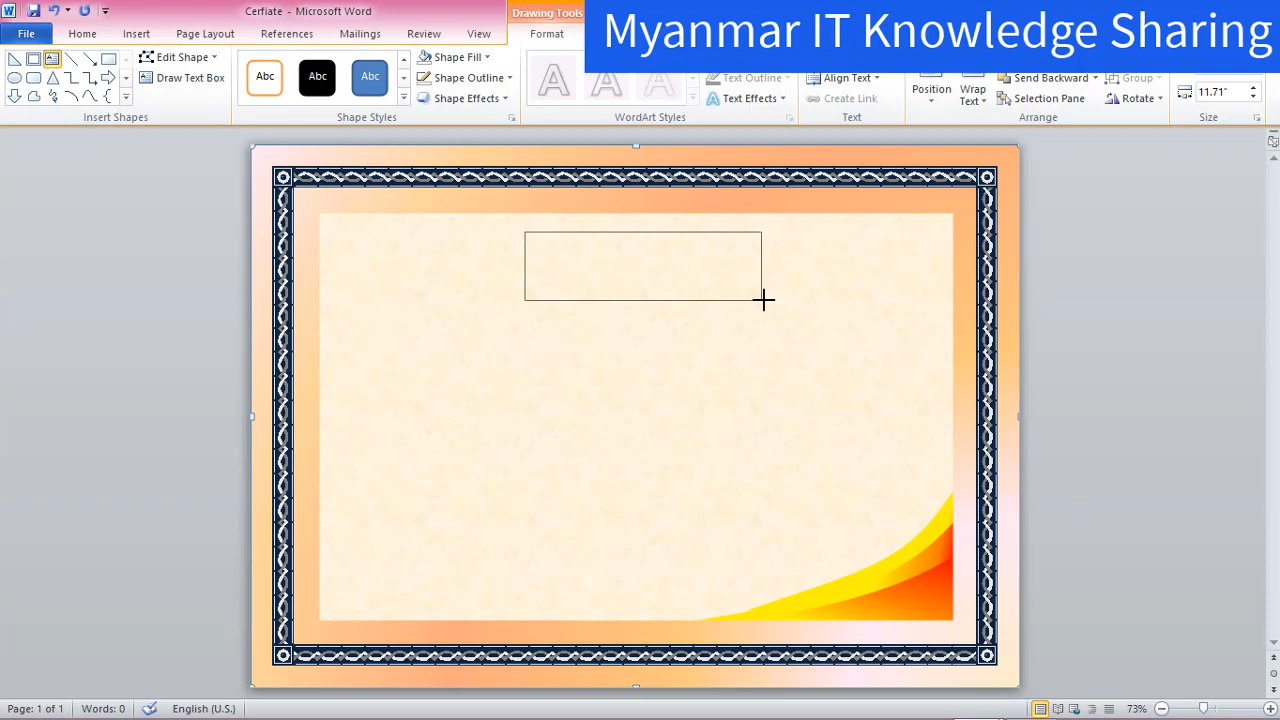 Cerfiate - Microsoft Word
Drawing Tools
Myanmar IT Knowledge Sharing
File Home Insert Page Layout References Mailings Review View Format
Edit Shape
Draw Text Box
Insert Shapes
Abc Abc Abc
Shape Fill
Shape Outline
Shape Effects
Shape Styles
A A A
Text Outline
Text Effects
WordArt Styles
Align Text
Create Link
Text
Position
Wrap Text
Send Backward
Selection Pane
Group
Rotate
Arrange
11.71"
Size
Page: 1 of 1 Words: 0 English (U.S.) 73%